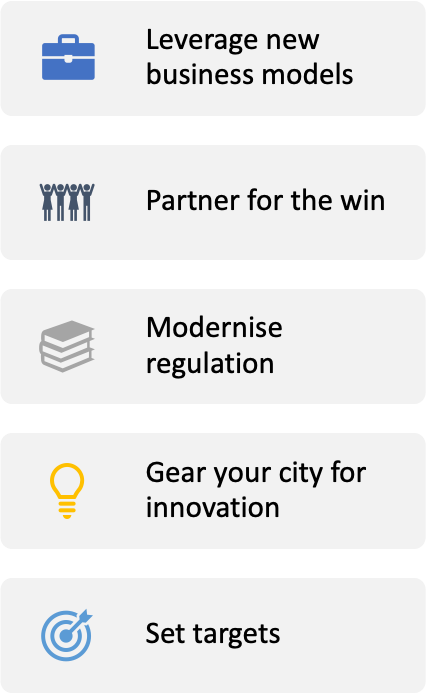 Leverage new
business models
Partner for the win
Modernise
regulation
Gear your city for
innovation
Set targets